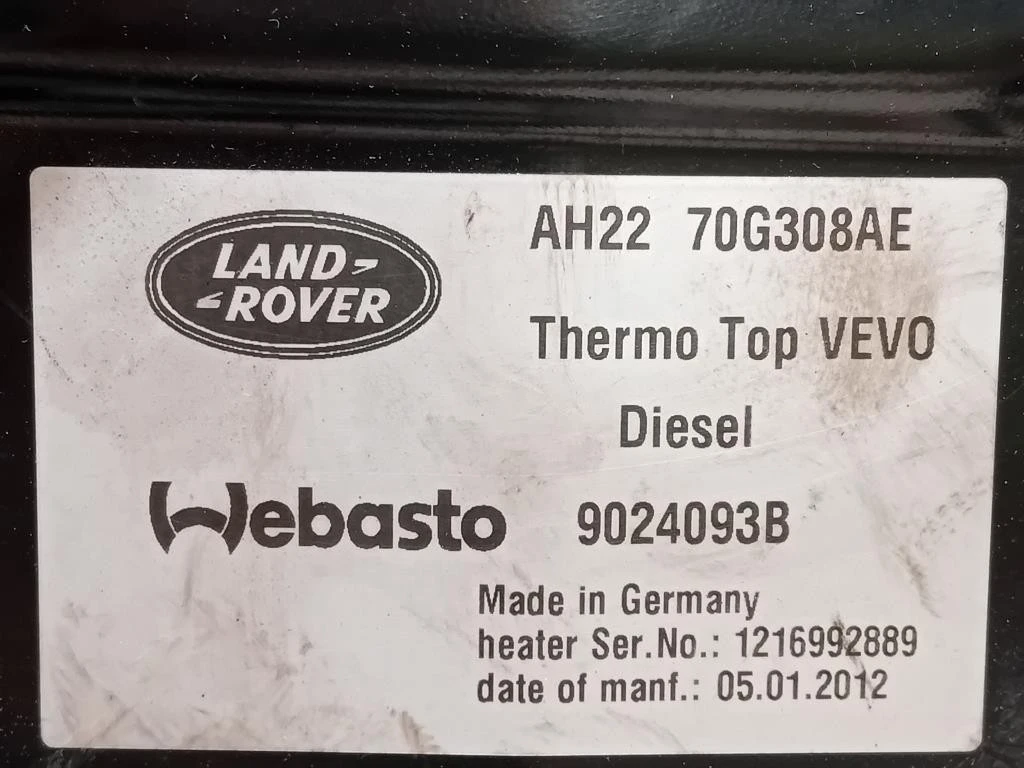 LAND-
-ROVER
AH22 70G308AE
Thermo Top VEVO
Diesel
Webasto
9024093B
Made in Germany
heater Ser.No.: 1216992889
date of manf.: 05.01.2012